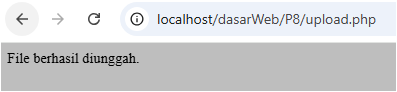 localhost/dasarWeb/P8/upload.php
File berhasil diunggah.